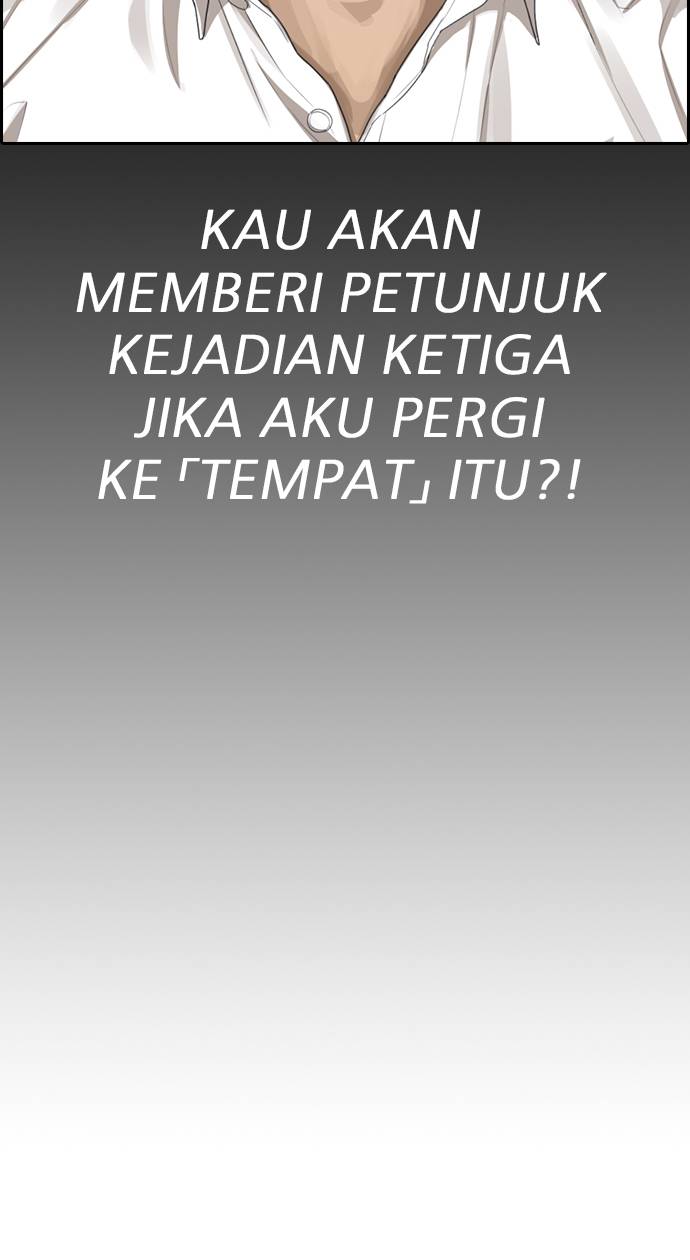 KAU AKAN
MEMBERI PETUNJUK
KEJADIAN KETIGA
JIKA AKU PERGI
KE 「TEMPAT」 ITU?!